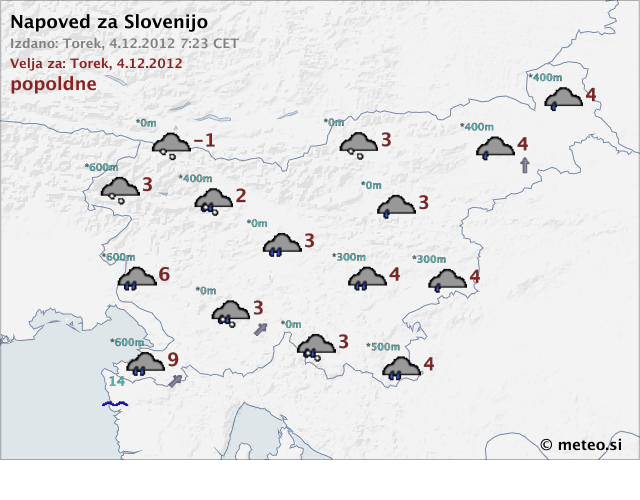 Napoved za Slovenijo
Izdano: Torek, 4.12.2012 7:23 CET
Velja za: Torek, 4.12.2012
popoldne
*400m
4
*0m
-1
*0m
3
*400m
4
*600m
3
*400m
2
*0m
3
*0m
3
*600m
6
*300m
4
*300m
4
*0m
3
*0m
3
*600m
9
*500m
4
14
© meteo.si